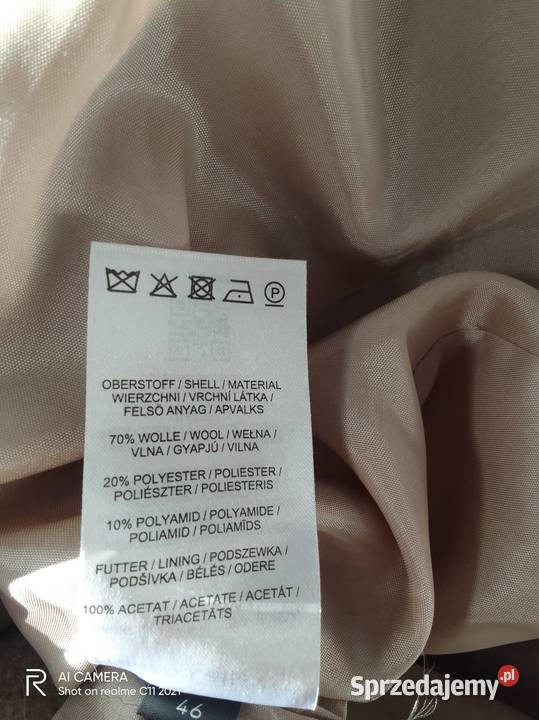 OBERSTOFF / SHELL / MATERIAL
WIERZCHNI / VRCHNÍ LÁTKA /
FELSŐ ANYAG / APVALKS
70% WOLLE / WOOL / WEŁNA /
VLNA / GYAPJÚ / VILNA
20% POLYESTER / POLIESTER /
POLIÉSZTER / POLIESTERIS
10% POLYAMID / POLYAMIDE /
POLIAMID / POLIAMĪDS
FUTTER / LINING / PODSZEWKA /
PODŠÍVKA / BÉLÉS / ODERE
100% ACETAT / ACETATE / ACETÁT /
TRIACETĀTS
46
R
AI CAMERA
Shot on realme C11 2021
Sprzedajemy.pl